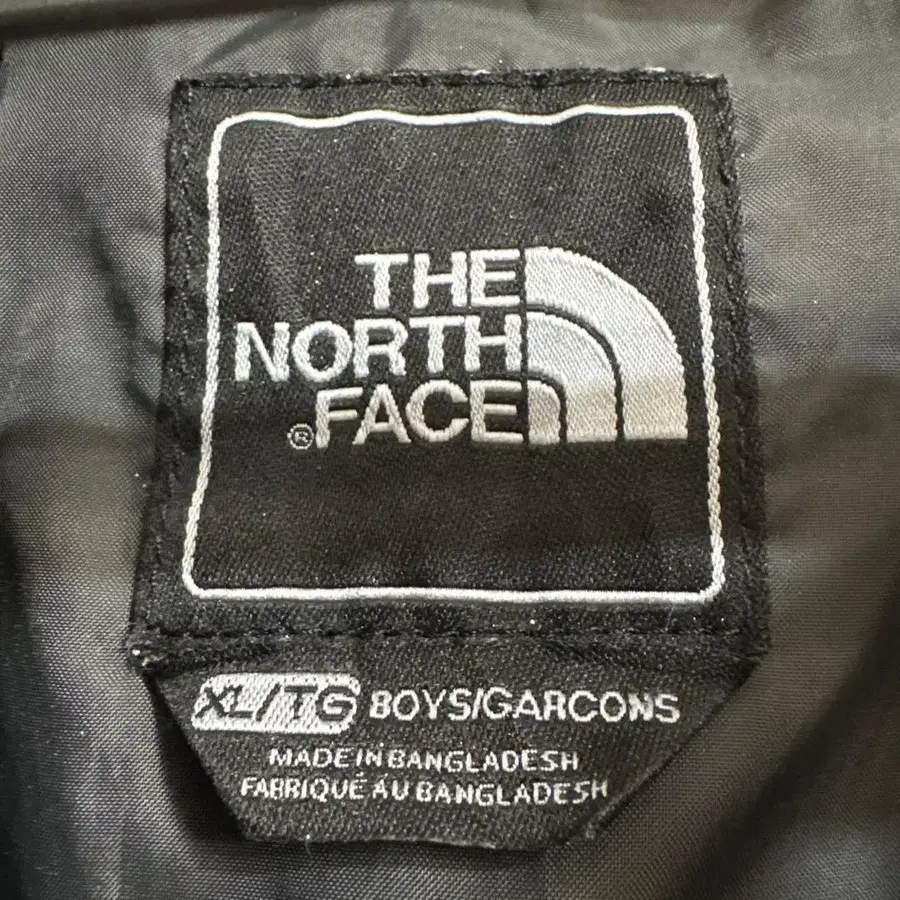 THE
NORTH
®FACE
XL/TG BOYS/GARCONS
MADE IN BANGLADESH
FABRIQUÉ AU BANGLADESH